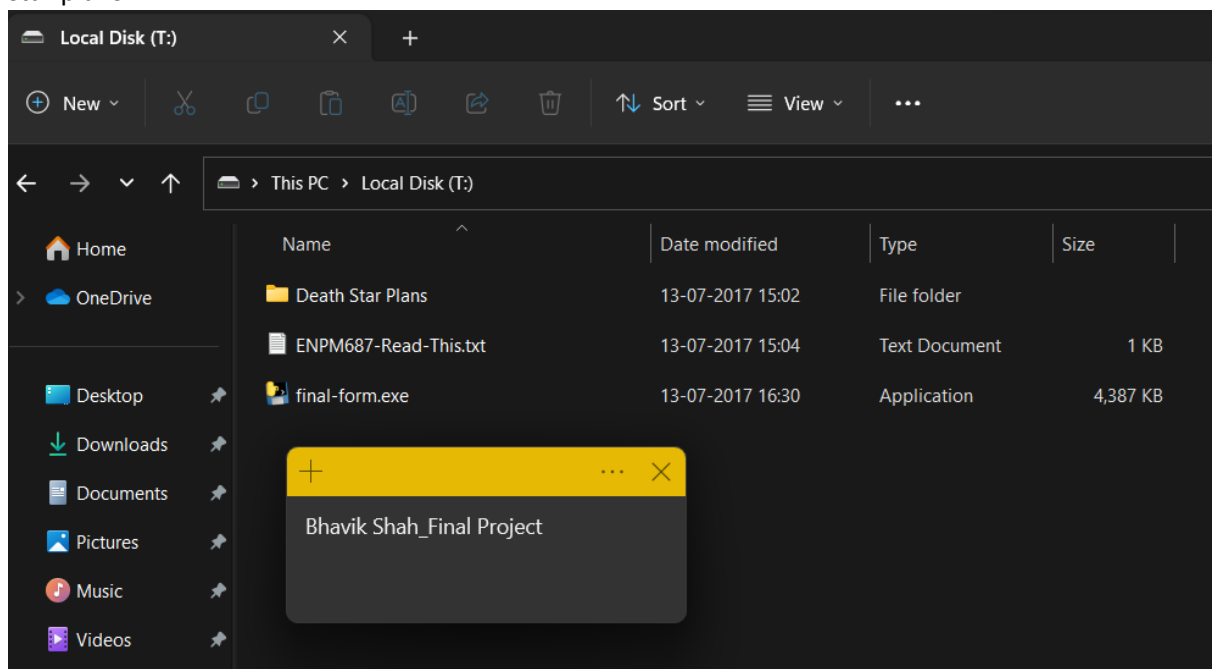 Local Disk (T:)
New
Sort
View
This PC > Local Disk (T:)
Home
OneDrive
Desktop
Downloads
Documents
Pictures
Music
Videos
Name Date modified Type Size
Death Star Plans 13-07-2017 15:02 File folder
ENPM687-Read-This.txt 13-07-2017 15:04 Text Document 1 KB
final-form.exe 13-07-2017 16:30 Application 4,387 KB
Bhavik Shah_Final Project